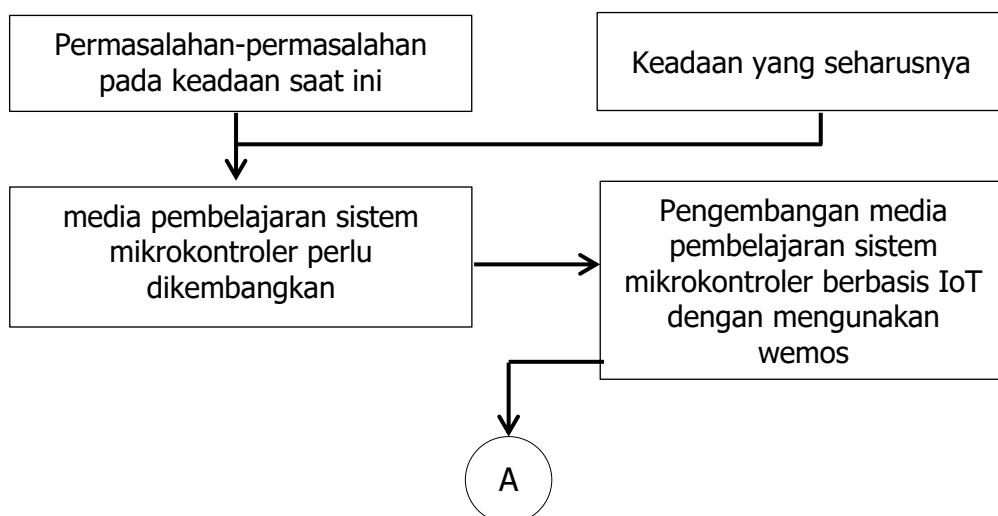 Permasalahan-permasalahan
pada keadaan saat ini
Keadaan yang seharusnya
media pembelajaran sistem
mikrokontroler perlu
dikembangkan
Pengembangan media
pembelajaran sistem
mikrokontroler berbasis IoT
dengan mengunakan
wemos
A